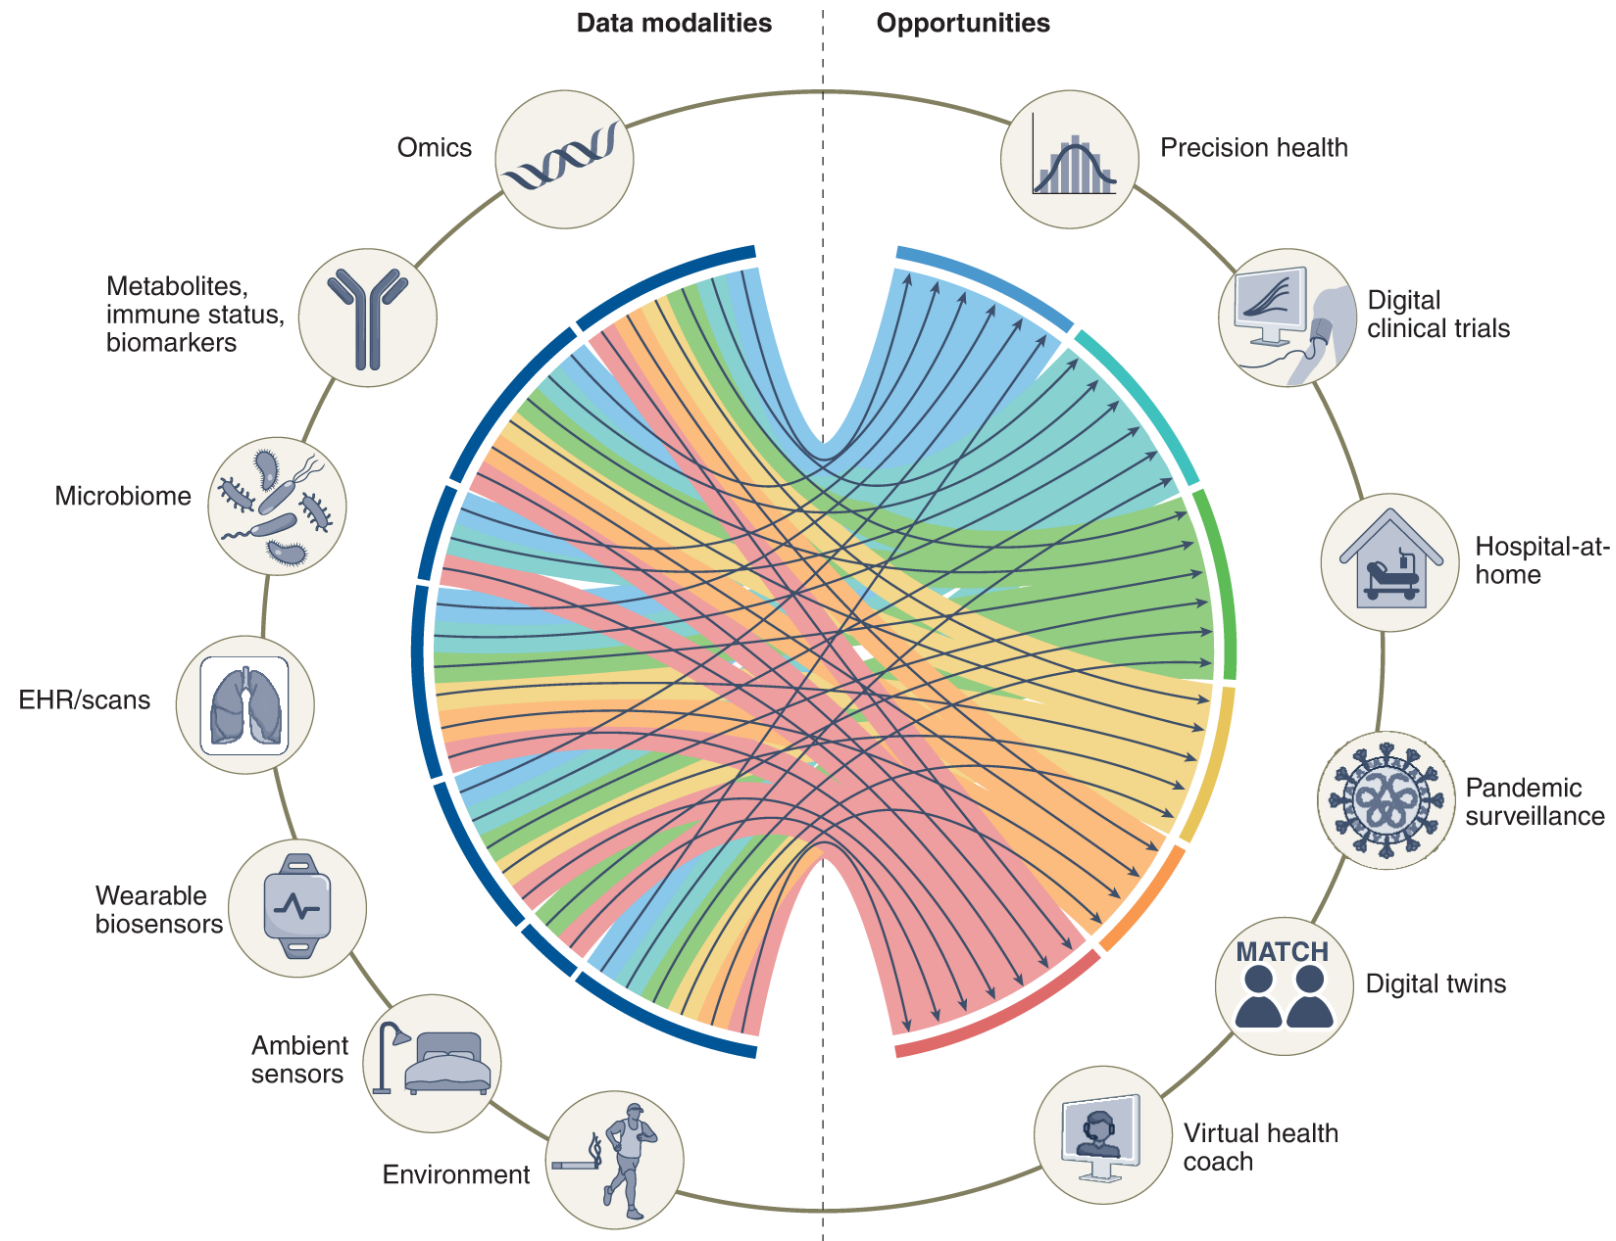 Data modalities
Opportunities
Omics
Metabolites,
immune status,
biomarkers
Microbiome
EHR/scans
Wearable
biosensors
Ambient
sensors
Environment
Precision health
Digital
clinical trials
Hospital-at-
home
Pandemic
surveillance
MATCH
Digital twins
Virtual health
coach